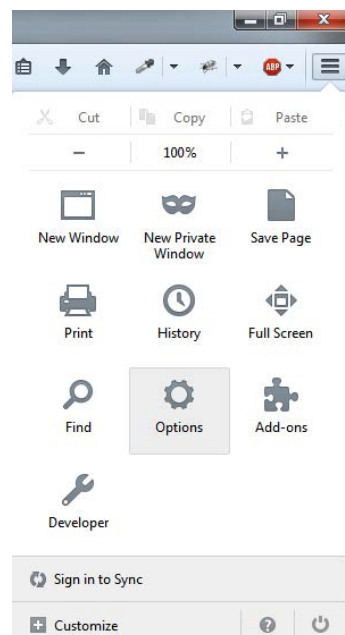 ABP
Cut Copy Paste
− 100% +
New Window New Private Window Save Page
Print History Full Screen
Find Options Add-ons
Developer
Sign in to Sync
Customize ?